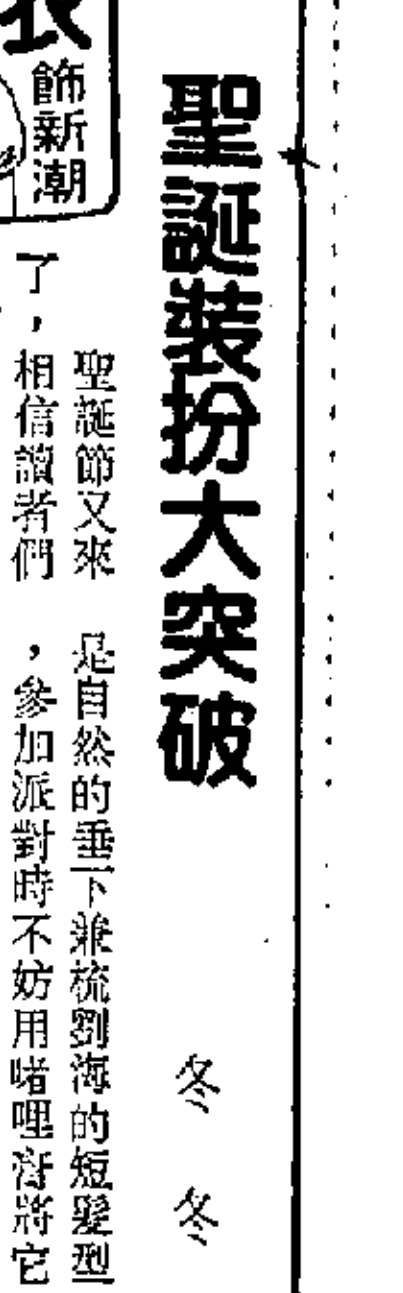 飾新潮
聖誕裝扮大突破
冬冬
聖誕節又來
了，相信讀者們
是自然的垂下兼梳劉海的短髮型
，參加派對時不妨用啫哩膏將它